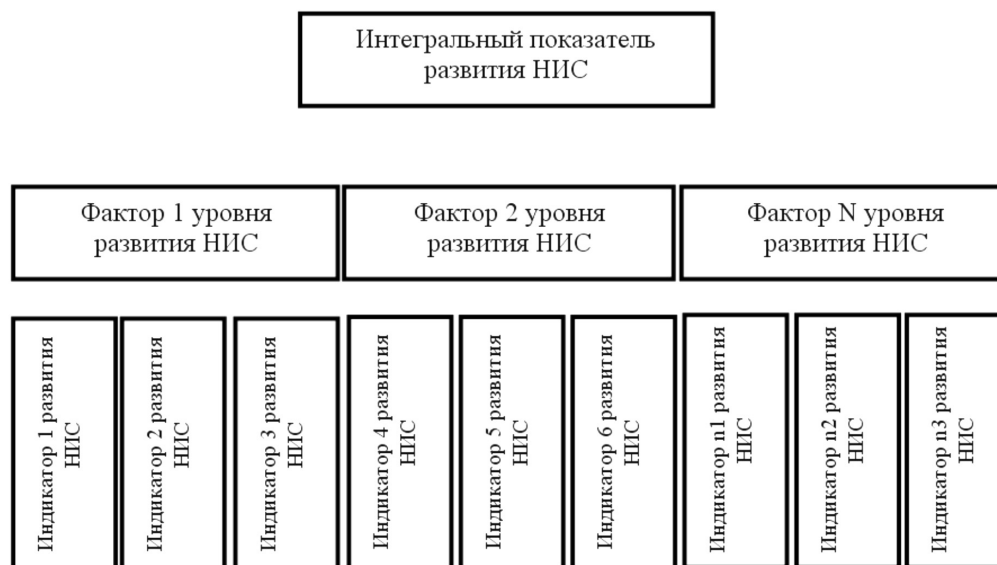 Интегральный показатель
развития НИС
Фактор 1 уровня
развития НИС
Фактор 2 уровня
развития НИС
Фактор N уровня
развития НИС
Индикатор 1 развития
НИС
Индикатор 2 развития
НИС
Индикатор 3 развития
НИС
Индикатор 4 развития
НИС
Индикатор 5 развития
НИС
Индикатор 6 развития
НИС
Индикатор n1 развития
НИС
Индикатор n2 развития
НИС
Индикатор n3 развития
НИС